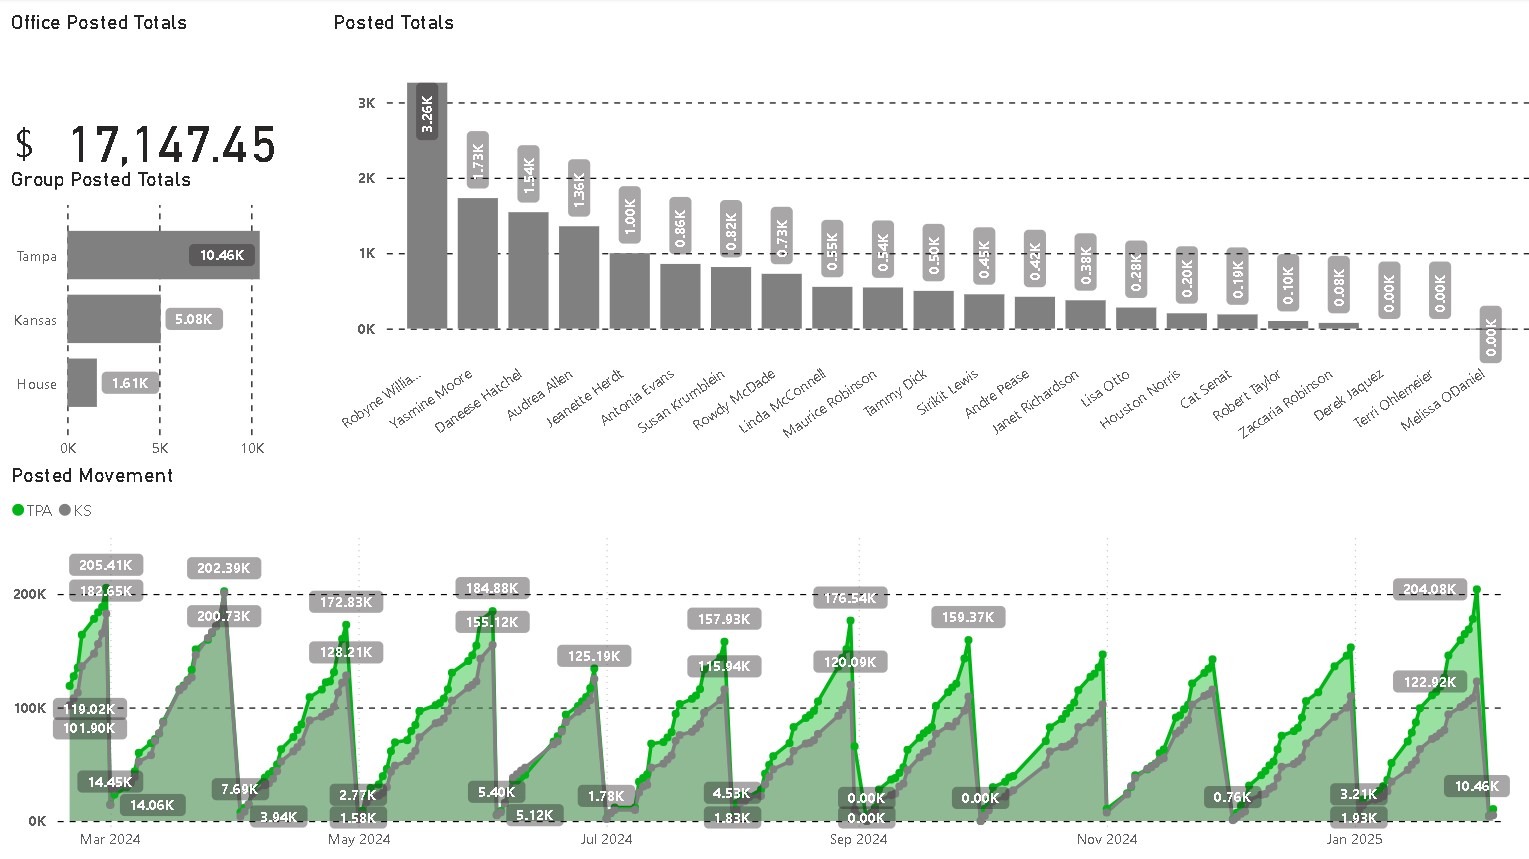 Office Posted Totals
$ 17,147.45
Group Posted Totals
Tampa
10.46K
Kansas
5.08K
House
1.61K
0K 5K 10K
Posted Totals
3K
2K
1K
0K
3.26K 1.73K 1.54K 1.36K 1.00K 0.86K 0.82K 0.73K 0.55K 0.54K 0.50K 0.45K 0.42K 0.38K 0.28K 0.20K 0.19K 0.10K 0.08K 0.00K 0.00K 0.00K
Robyne Willia...
Yasmine Moore
Daneese Hatchel
Audrea Allen
Jeanette Herdt
Antonia Evans
Susan Krumblein
Rowdy McDade
Linda McConnell
Maurice Robinson
Tammy Dick
Sirikit Lewis
Andre Pease
Janet Richardson
Lisa Otto
Houston Norris
Cat Senat
Robert Taylor
Zaccaria Robinson
Derek Jaquez
Terri Ohlemeier
Melissa ODaniel
Posted Movement
TPA KS
200K
100K
0K
205.41K
182.65K
119.02K
101.90K
14.45K
14.06K
202.39K
200.73K
7.69K
3.94K
172.83K
128.21K
2.77K
1.58K
184.88K
155.12K
5.40K
5.12K
125.19K
1.78K
157.93K
115.94K
4.53K
1.83K
176.54K
120.09K
0.00K
0.00K
159.37K
0.00K
0.76K
3.21K
1.93K
204.08K
122.92K
10.46K
Mar 2024 May 2024 Jul 2024 Sep 2024 Nov 2024 Jan 2025